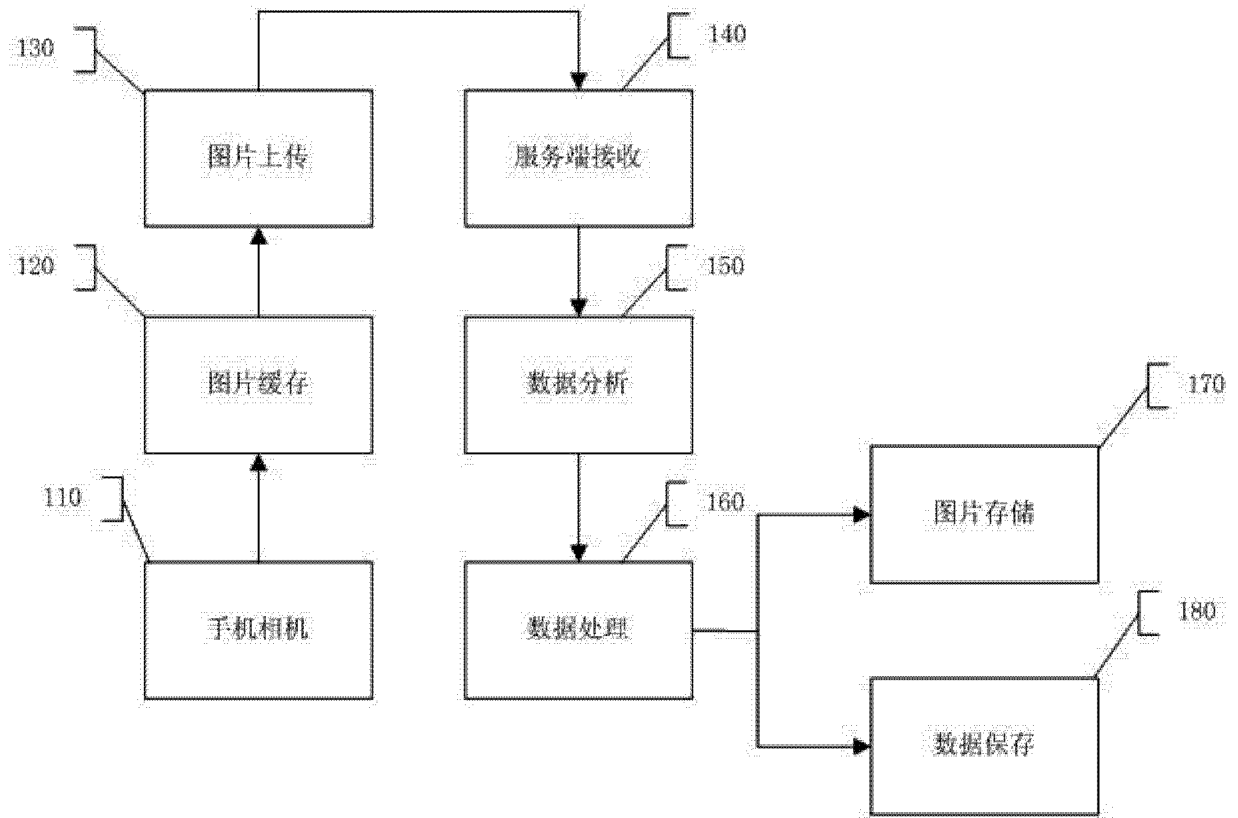 130
140
图片上传
服务端接收
120
150
图片缓存
数据分析
170
110
160
图片存储
手机相机
数据处理
180
数据保存